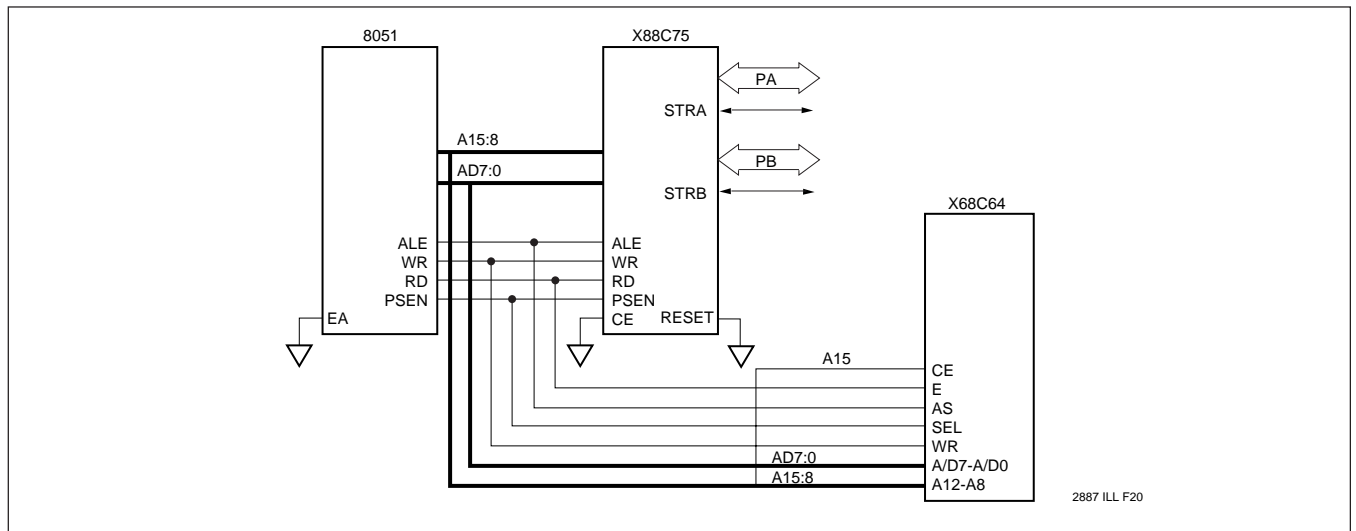 8051
X88C75
PA
STRA
A15:8
AD7:0
PB
STRB
X68C64
ALE
WR
RD
PSEN
EA
ALE
WR
RD
PSEN
CE
RESET
A15
CE
E
AS
SEL
WR
AD7:0
A/D7-A/D0
A15:8
A12-A8
2887 ILL F20